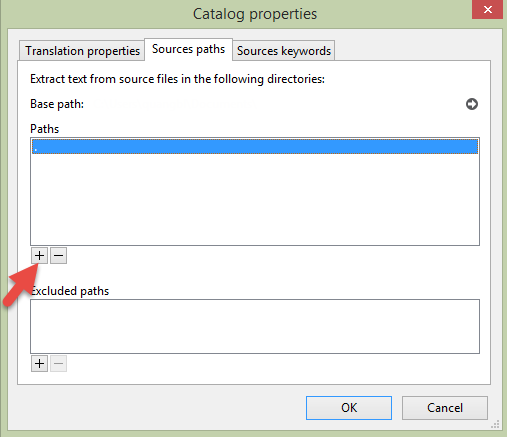 Catalog properties
Translation properties Sources paths Sources keywords
Extract text from source files in the following directories:
Base path:
Paths
.
+ −
Excluded paths
+ −
OK Cancel